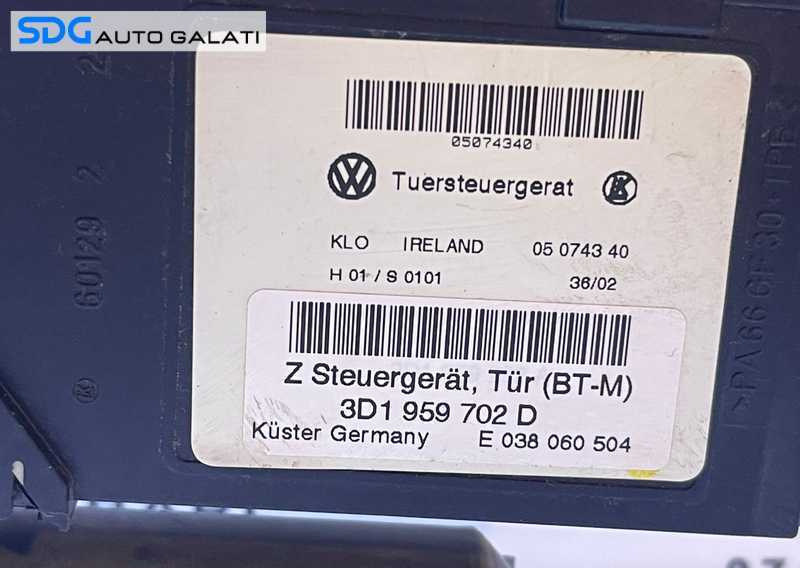 SDG AUTO GALATI
05074340
Tuersteuergerat
KLO IRELAND 05 0743 40
H 01 / S 0101 36/02
Z Steuergerät, Tür (BT-M)
3D1 959 702 D
Küster Germany E 038 060 504
60129 2
>PA66 GF30